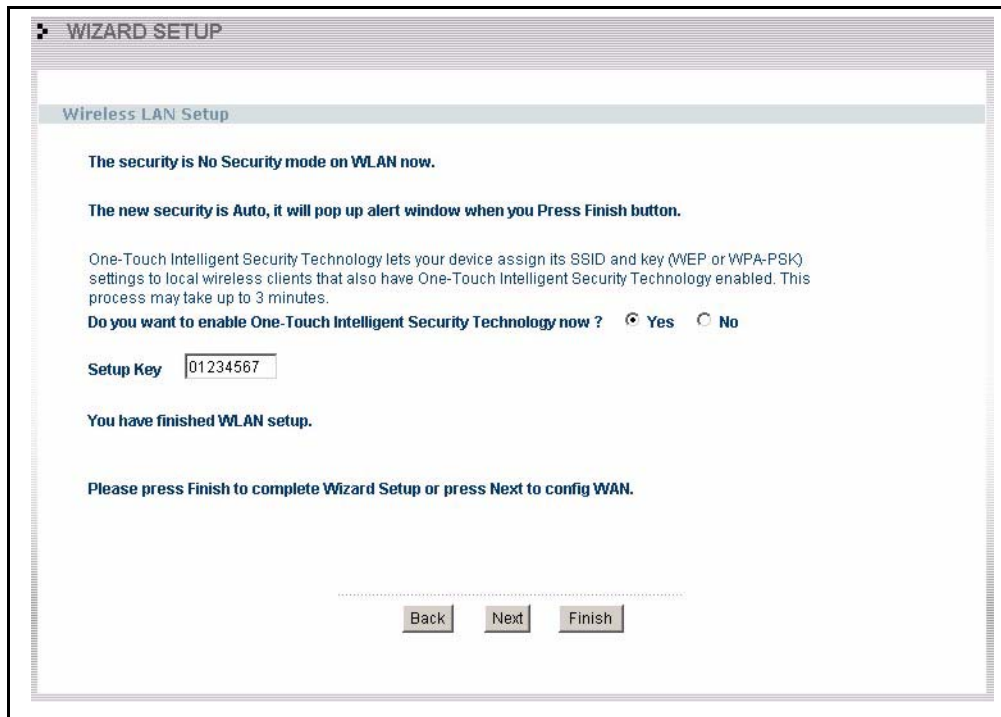 WIZARD SETUP
Wireless LAN Setup
The security is No Security mode on WLAN now.
The new security is Auto, it will pop up alert window when you Press Finish button.
One-Touch Intelligent Security Technology lets your device assign its SSID and key (WEP or WPA-PSK)
settings to local wireless clients that also have One-Touch Intelligent Security Technology enabled. This
process may take up to 3 minutes.
Do you want to enable One-Touch Intelligent Security Technology now ? Yes No
Setup Key 01234567
You have finished WLAN setup.
Please press Finish to complete Wizard Setup or press Next to config WAN.
Back Next Finish